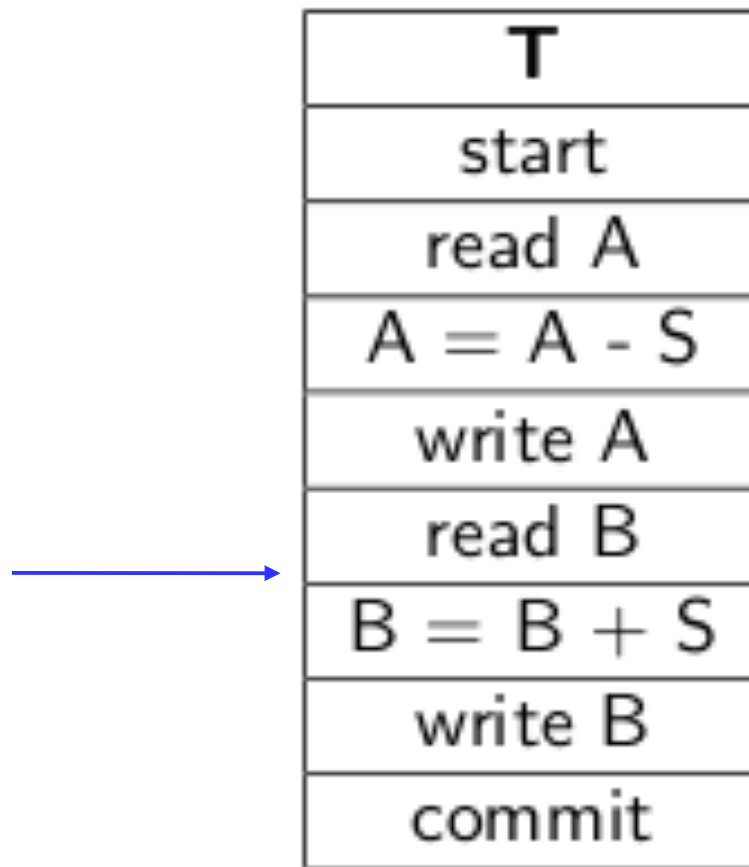 T
start
read A
A = A - S
write A
read B
B = B + S
write B
commit